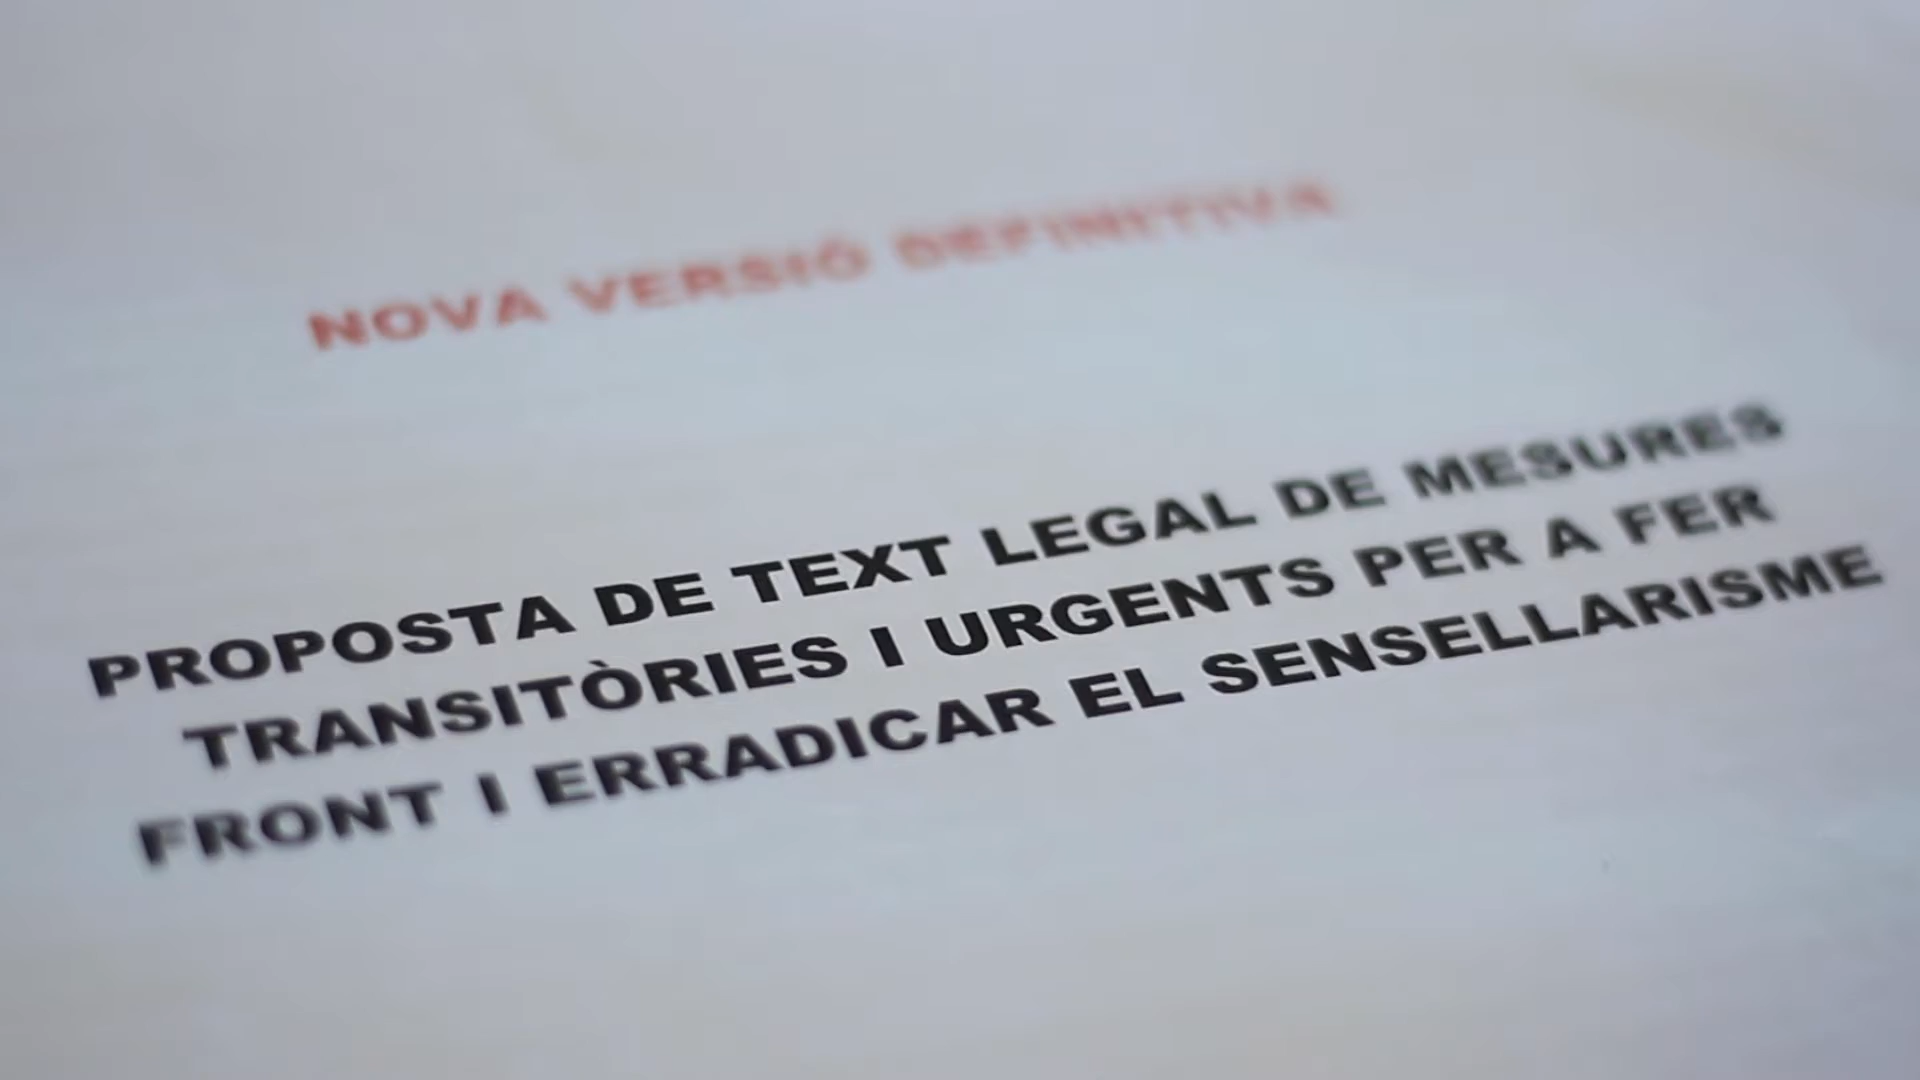 NOVA VERSIÓ DEFINITIVA
PROPOSTA DE TEXT LEGAL DE MESURES
TRANSITÒRIES I URGENTS PER A FER
FRONT I ERRADICAR EL SENSELLARISME